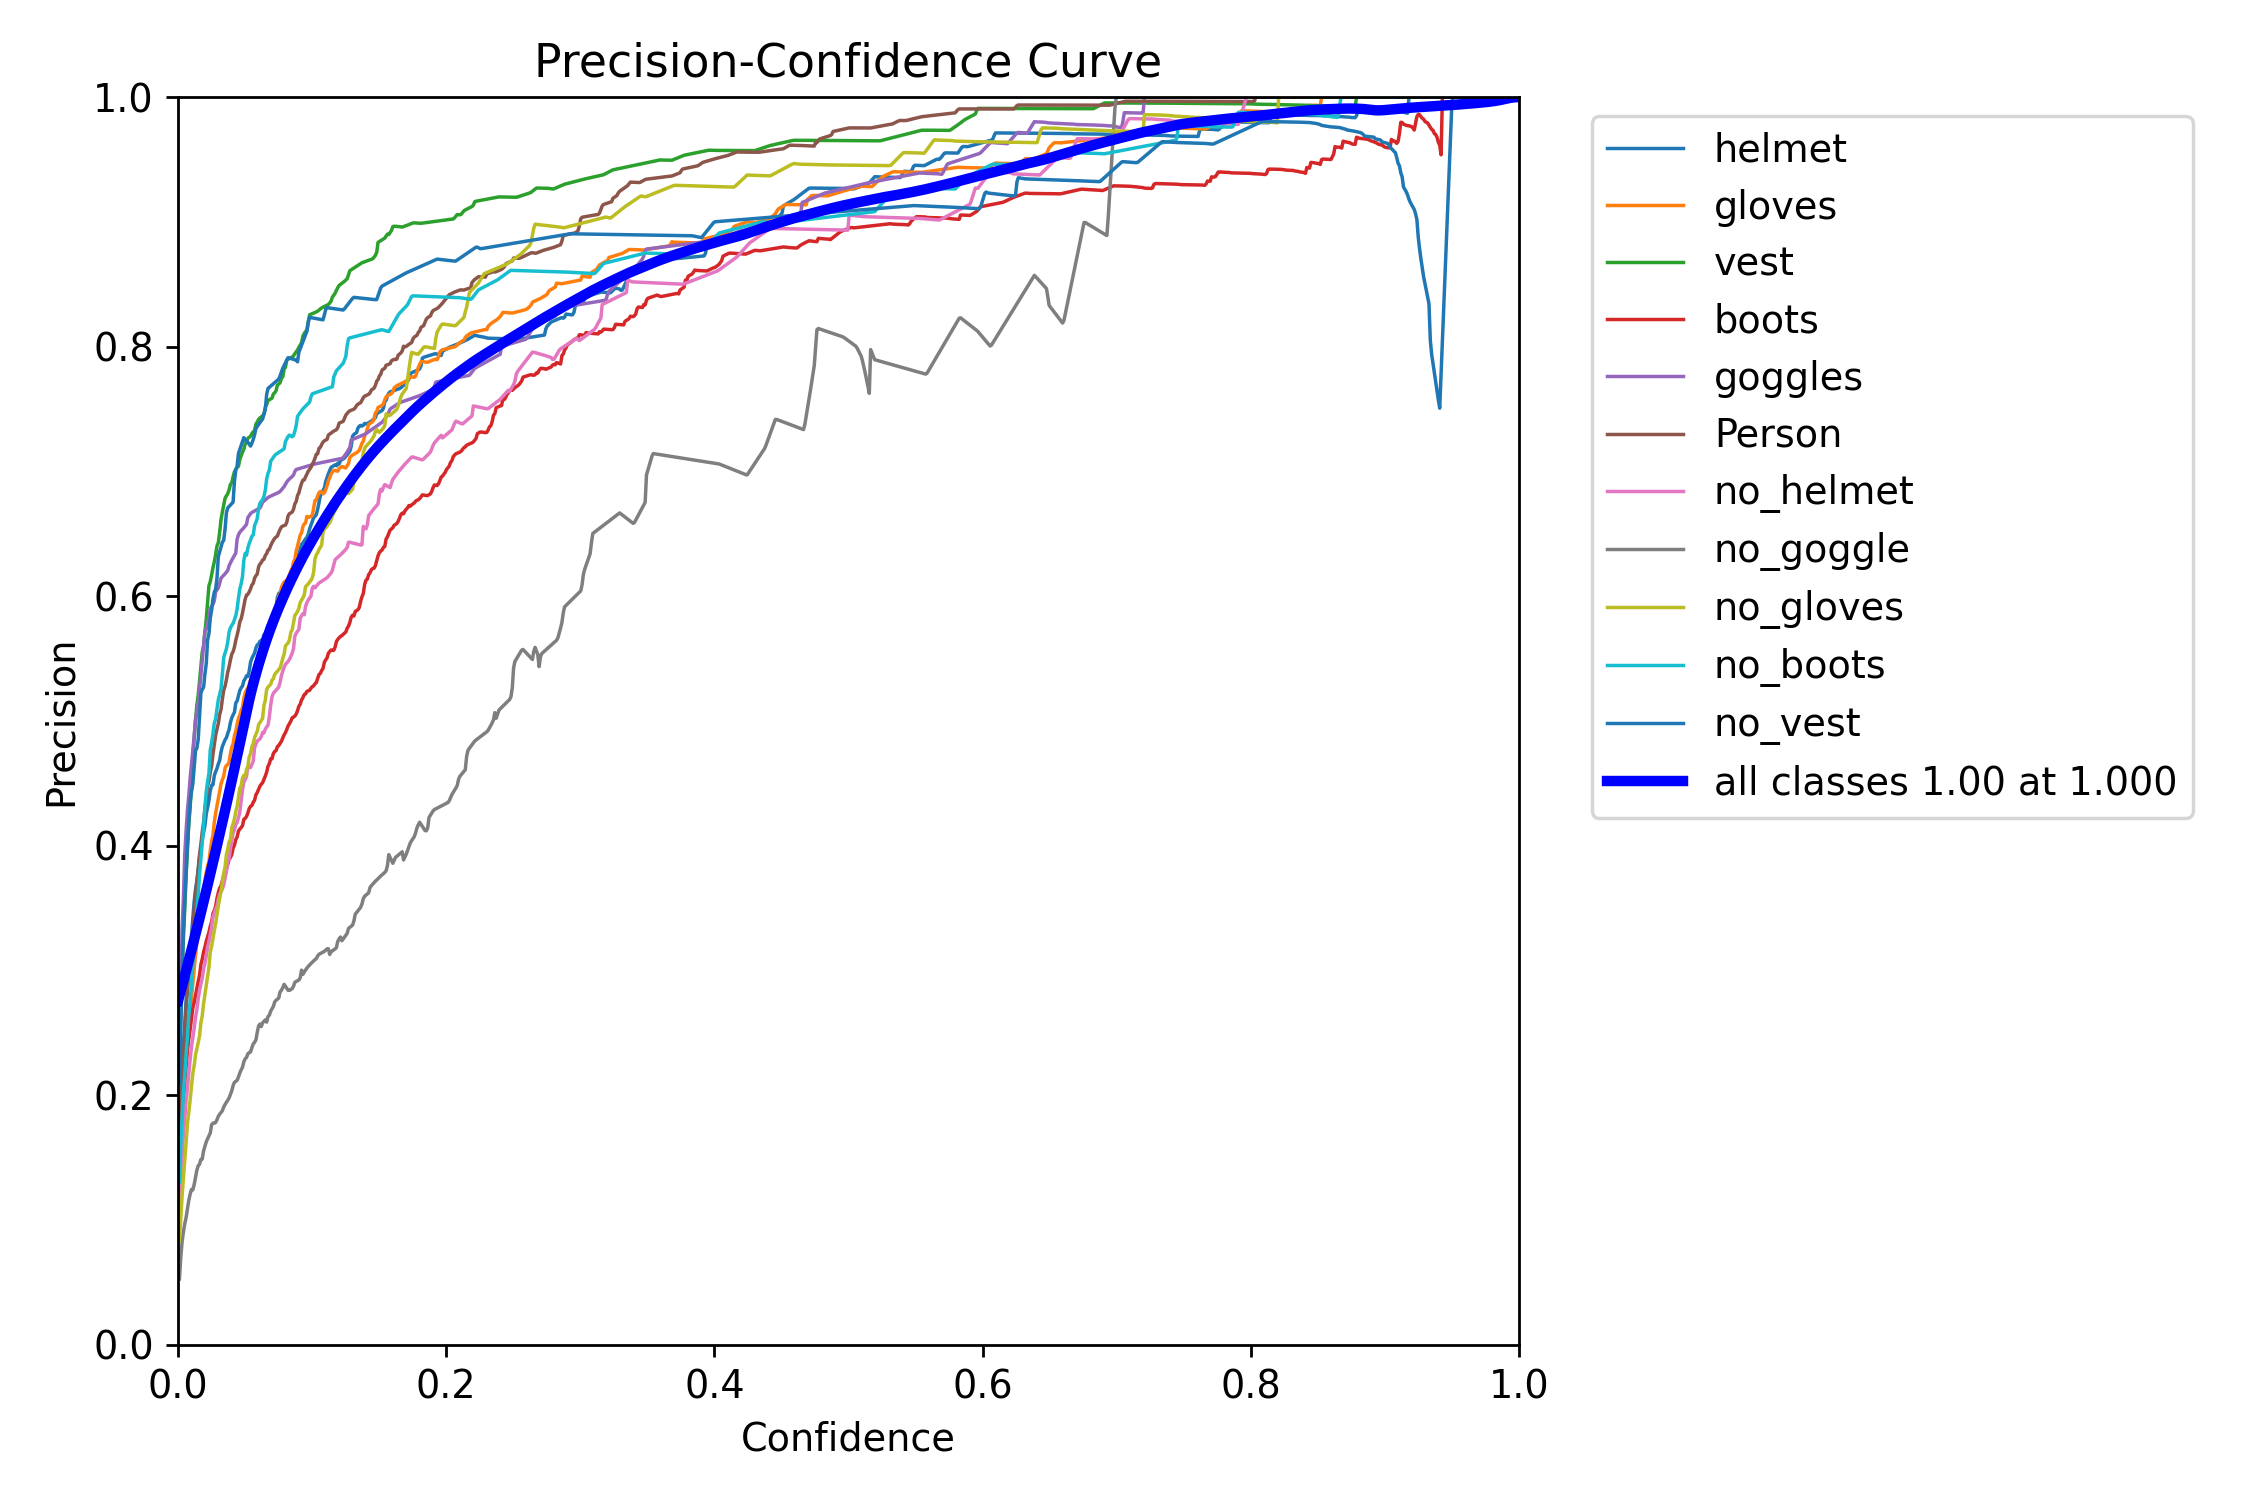 Precision-Confidence Curve
1.0
0.8
0.6
0.4
0.2
0.0
Precision
0.0 0.2 0.4 0.6 0.8 1.0
Confidence
helmet
gloves
vest
boots
goggles
Person
no_helmet
no_goggle
no_gloves
no_boots
no_vest
all classes 1.00 at 1.000